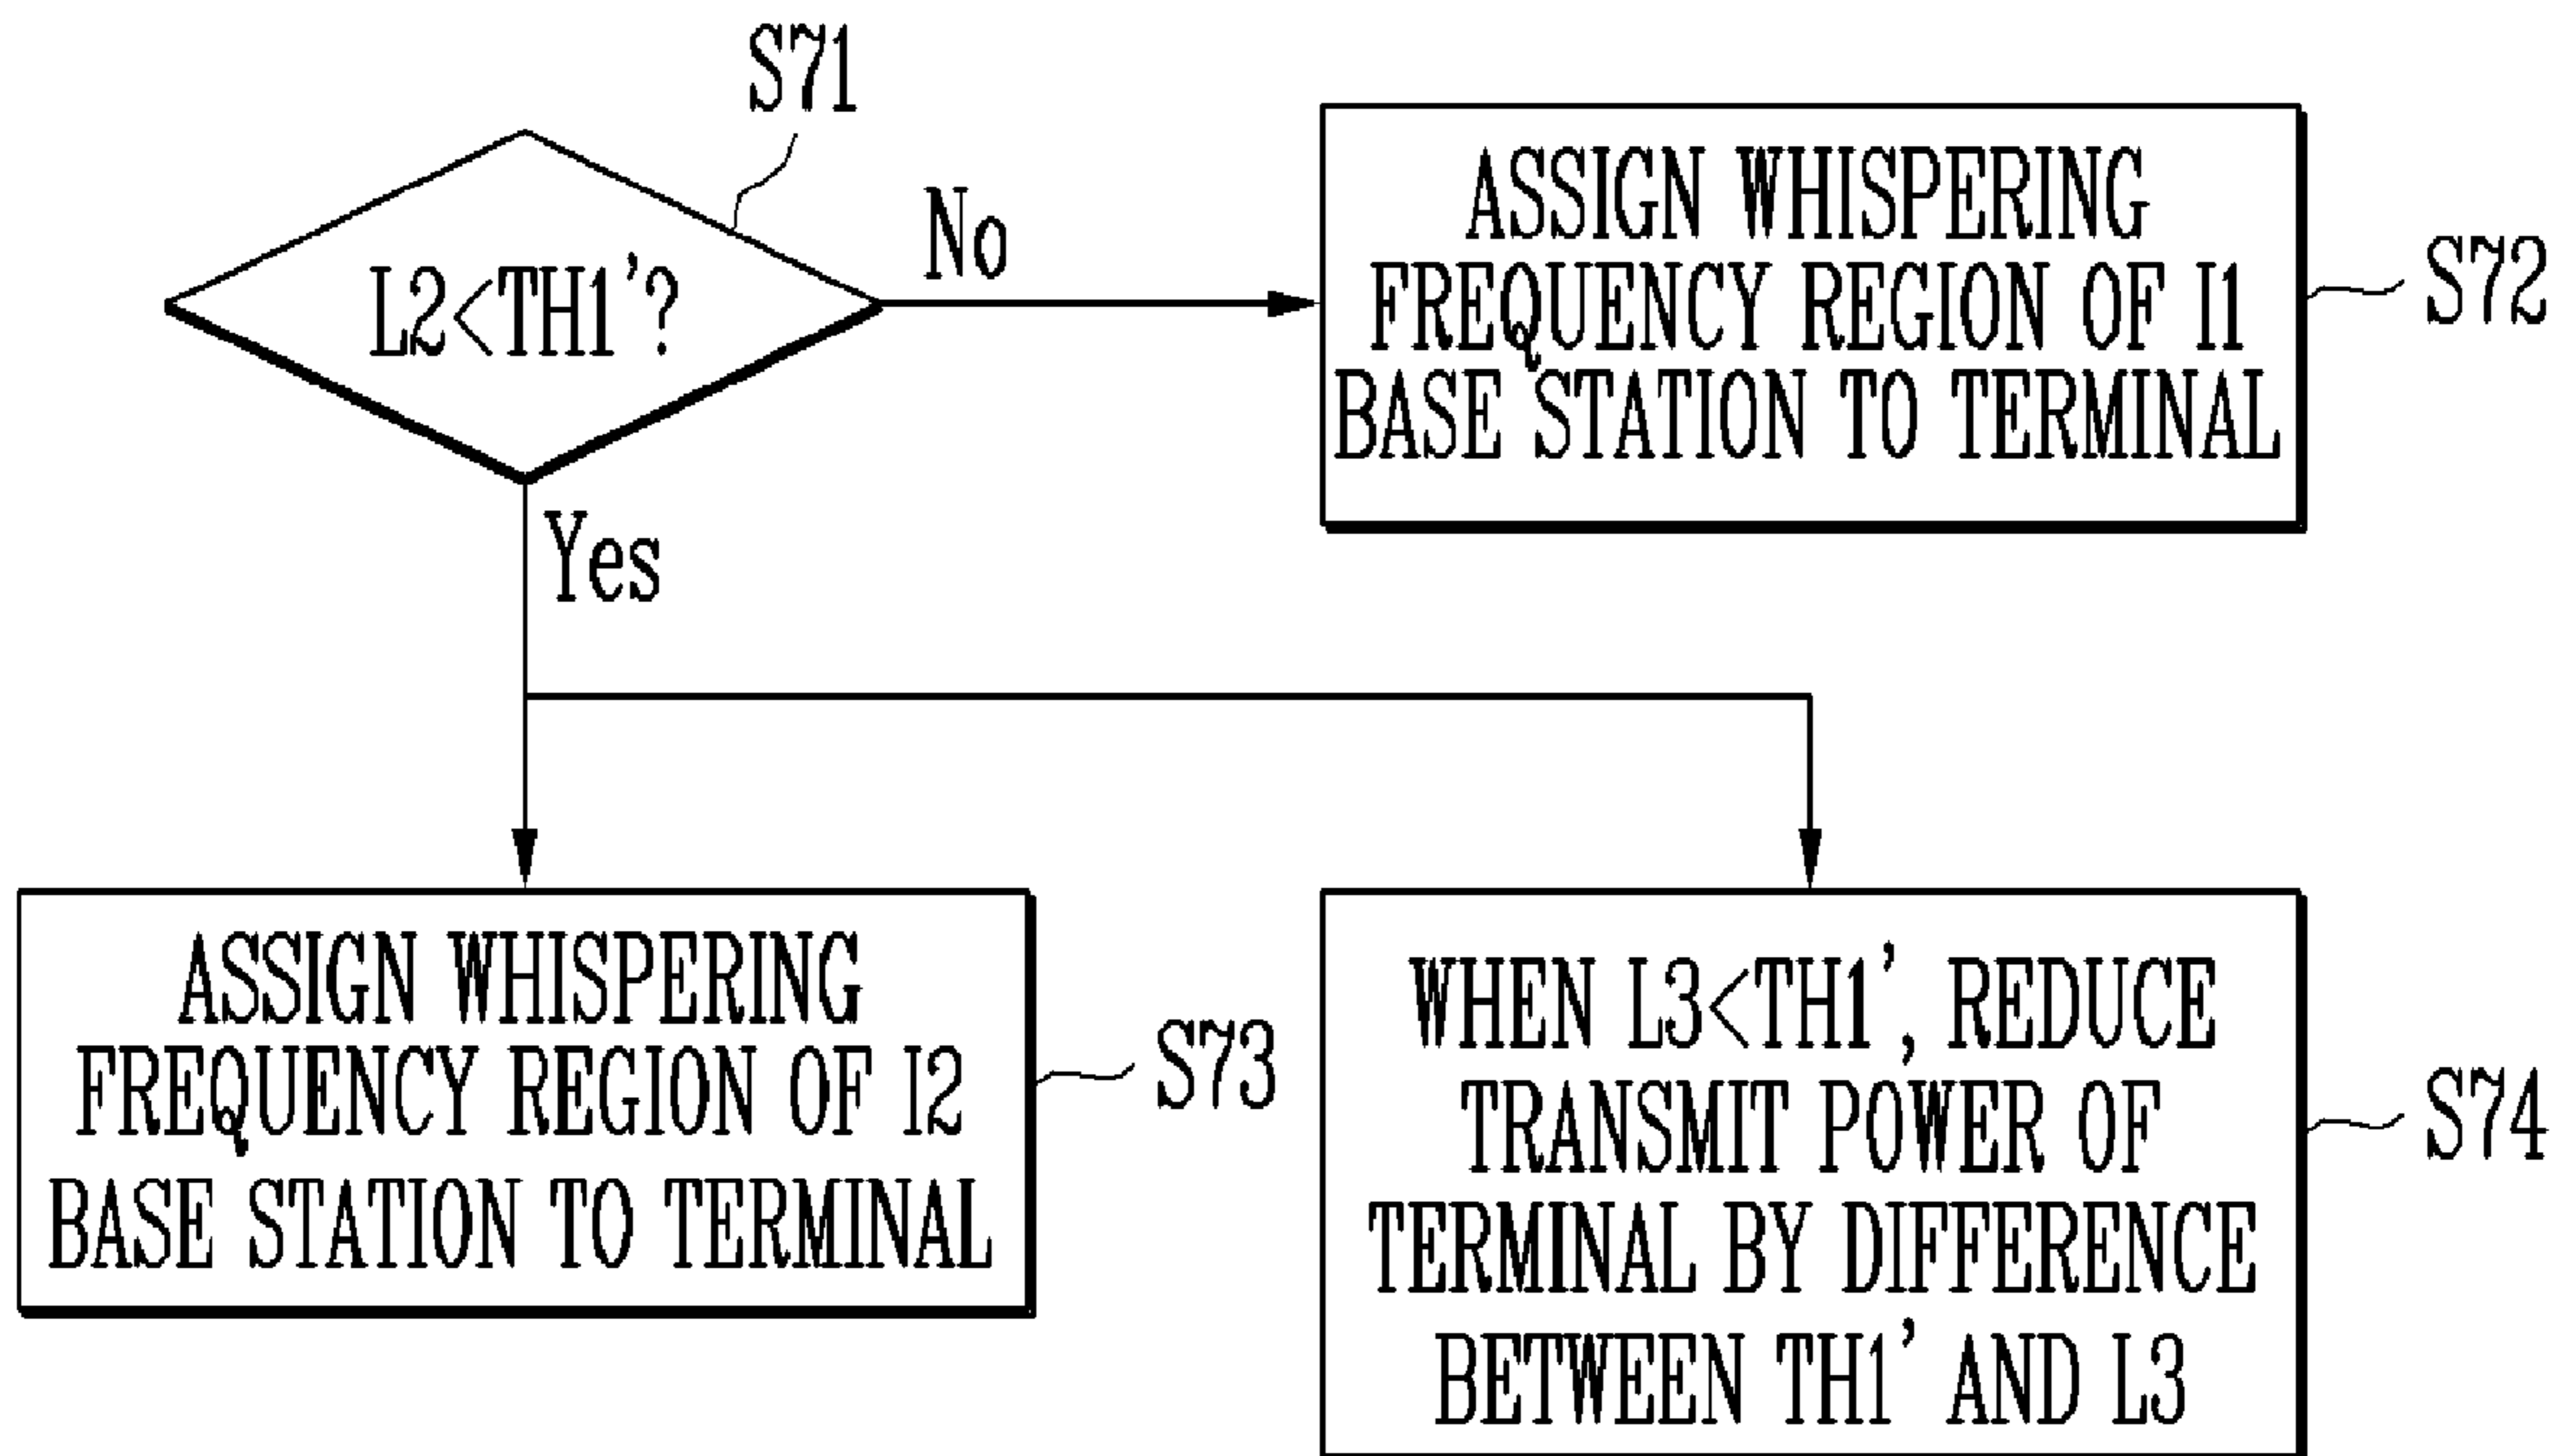 S71
L2<TH1'?
No
ASSIGN WHISPERING
FREQUENCY REGION OF I1
BASE STATION TO TERMINAL
S72
Yes
ASSIGN WHISPERING
FREQUENCY REGION OF I2
BASE STATION TO TERMINAL
S73
WHEN L3<TH1', REDUCE
TRANSMIT POWER OF
TERMINAL BY DIFFERENCE
BETWEEN TH1' AND L3
S74